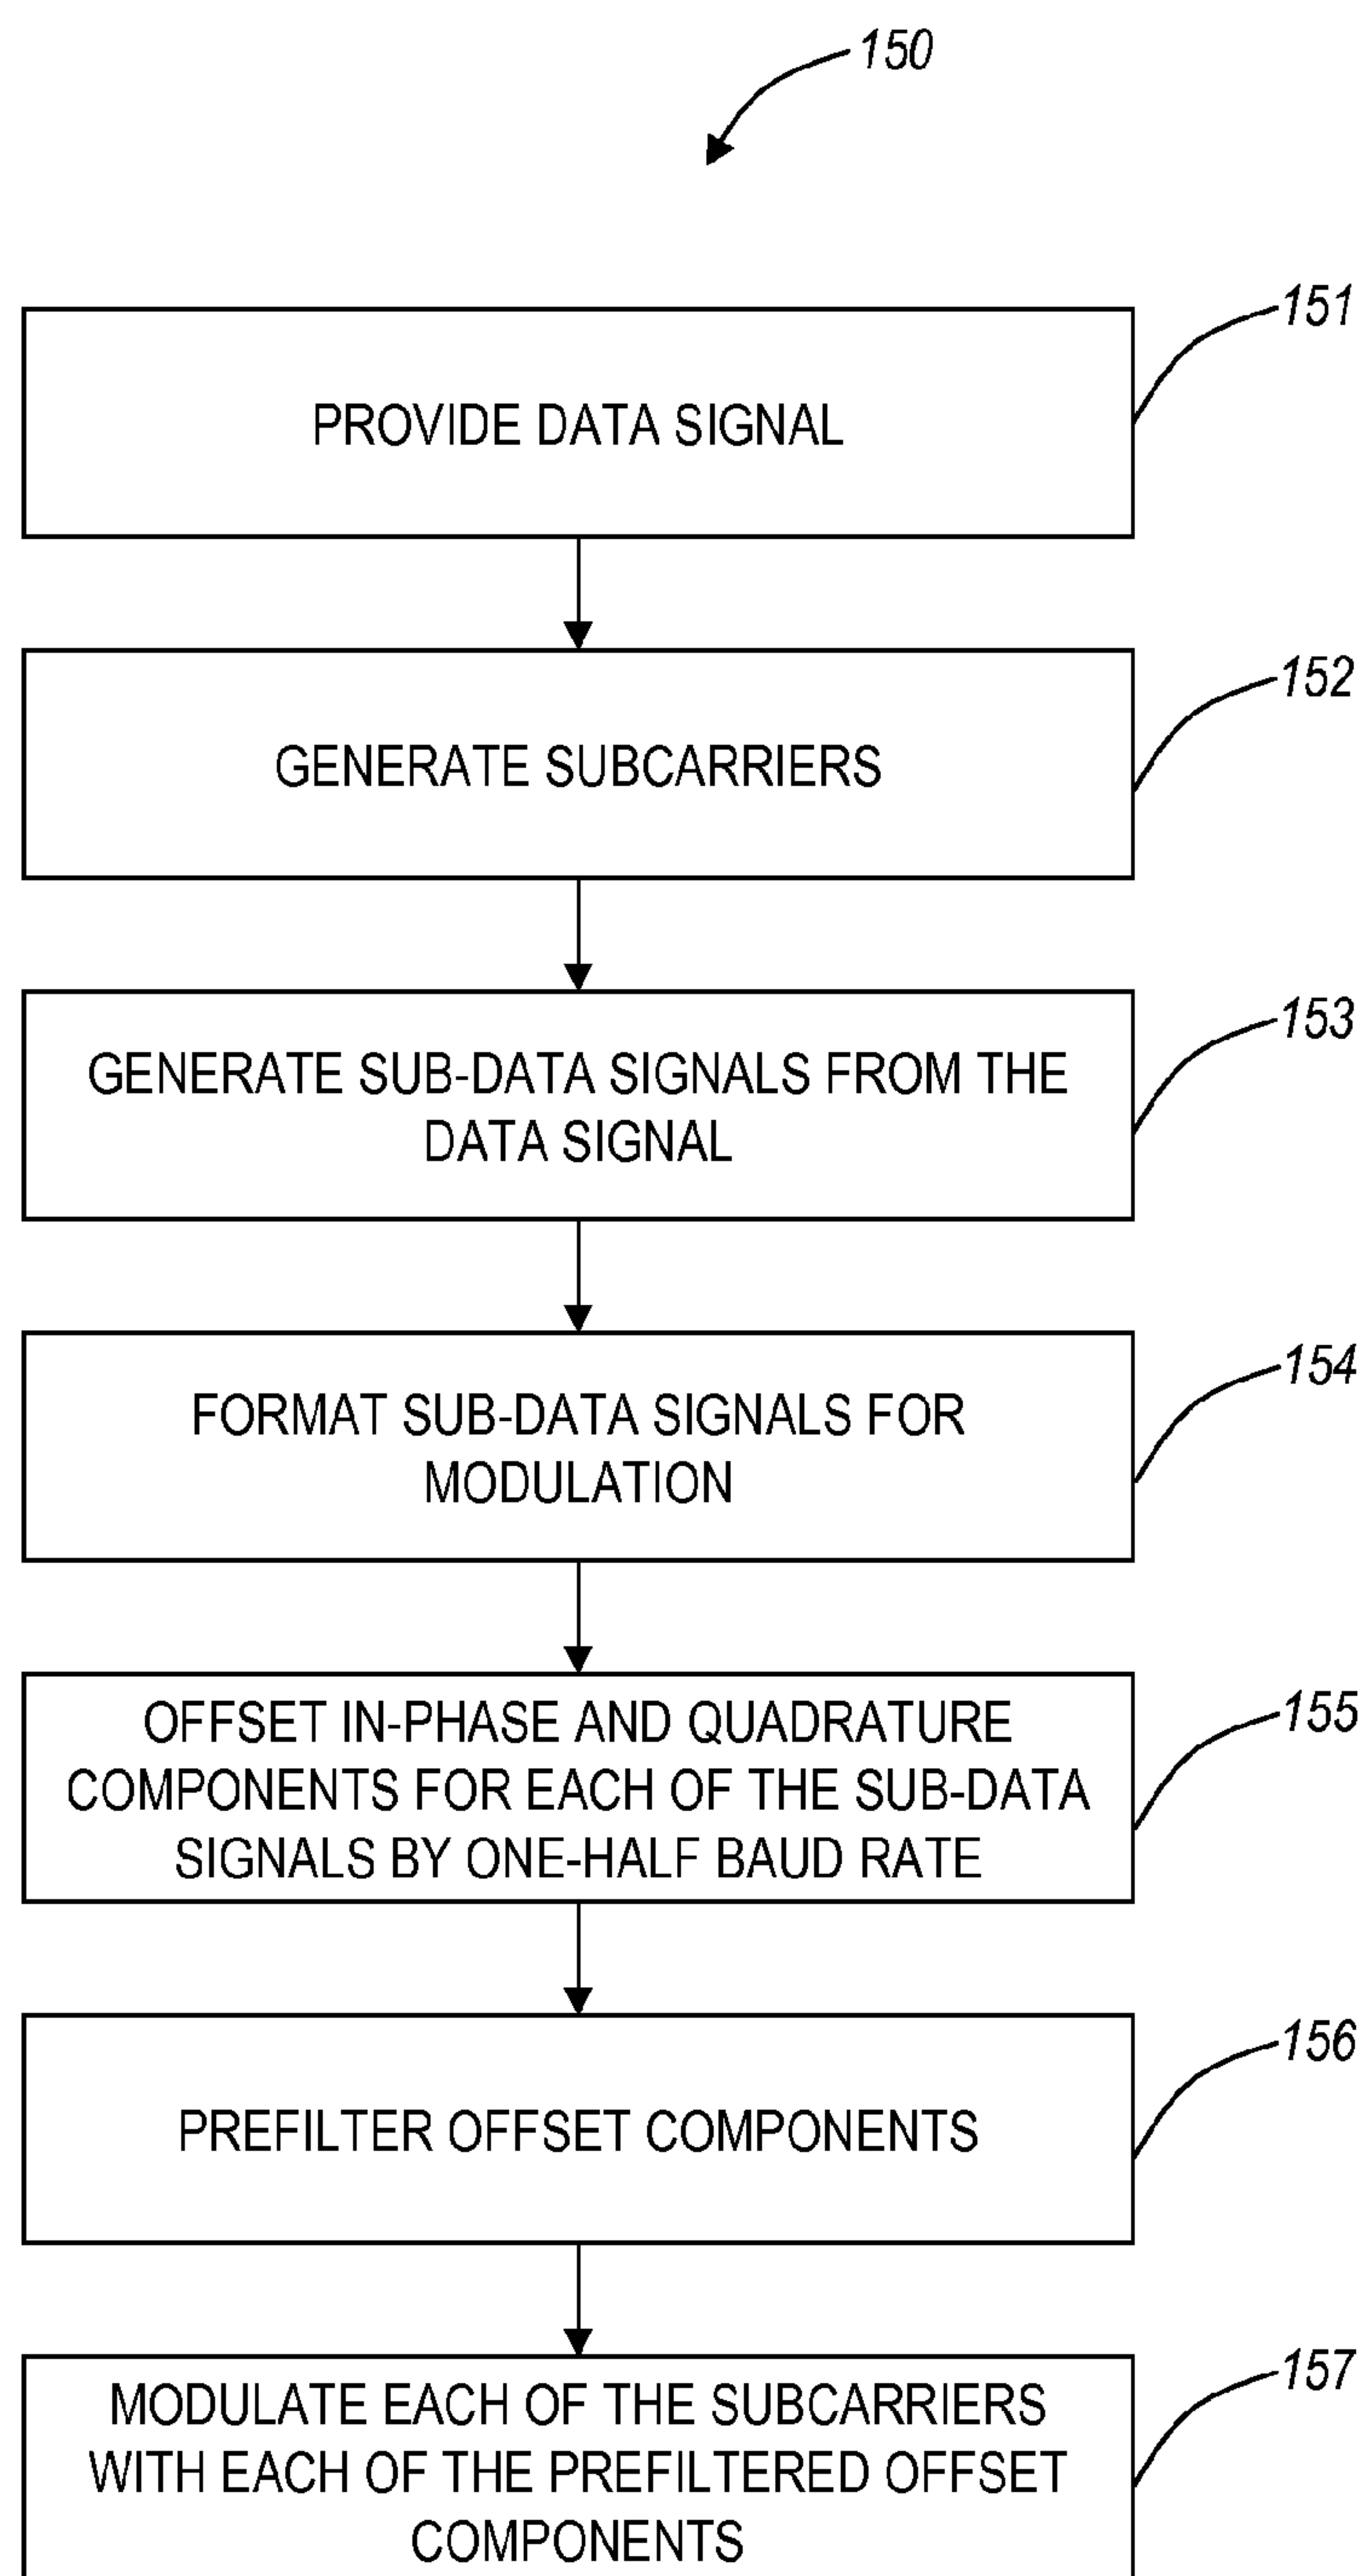 150
151
PROVIDE DATA SIGNAL
152
GENERATE SUBCARRIERS
153
GENERATE SUB-DATA SIGNALS FROM THE
DATA SIGNAL
154
FORMAT SUB-DATA SIGNALS FOR
MODULATION
155
OFFSET IN-PHASE AND QUADRATURE
COMPONENTS FOR EACH OF THE SUB-DATA
SIGNALS BY ONE-HALF BAUD RATE
156
PREFILTER OFFSET COMPONENTS
157
MODULATE EACH OF THE SUBCARRIERS
WITH EACH OF THE PREFILTERED OFFSET
COMPONENTS